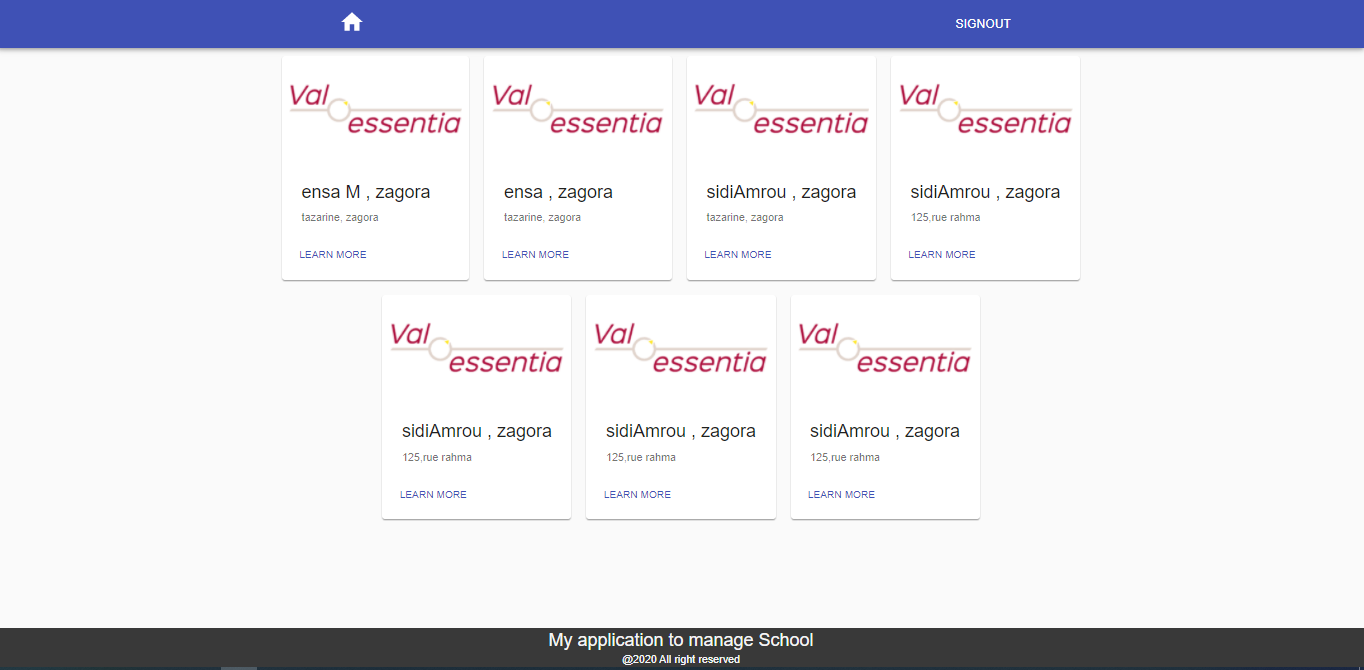 SIGNOUT
Val
essentia
Val
essentia
Val
essentia
Val
essentia
ensa M , zagora
ensa , zagora
sidiAmrou , zagora
sidiAmrou , zagora
tazarine, zagora
tazarine, zagora
tazarine, zagora
125,rue rahma
LEARN MORE
LEARN MORE
LEARN MORE
LEARN MORE
Val
essentia
Val
essentia
Val
essentia
sidiAmrou , zagora
sidiAmrou , zagora
sidiAmrou , zagora
125,rue rahma
125,rue rahma
125,rue rahma
LEARN MORE
LEARN MORE
LEARN MORE
My application to manage School
@2020 All right reserved